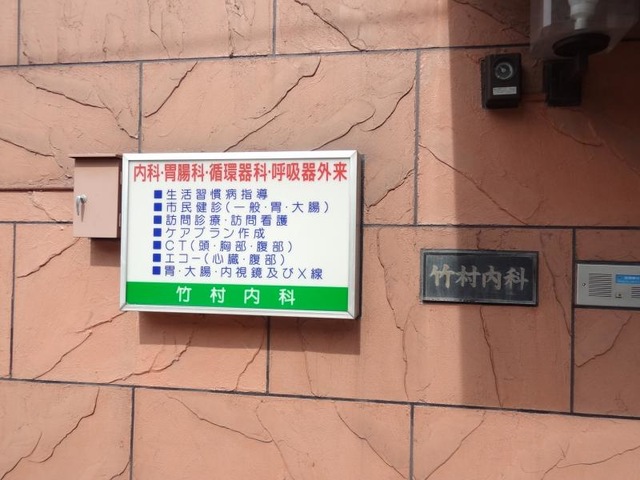 内科・胃腸科・循環器科・呼吸器外来
■生活習慣病指導
■市民健診(一般・胃・大腸)
■訪問診療・訪問看護
■ケアプラン作成
■CT(頭・胸部・腹部)
■エコー(心臓・腹部)
■胃・大腸・内視鏡及びX線
竹村内科
竹村内科